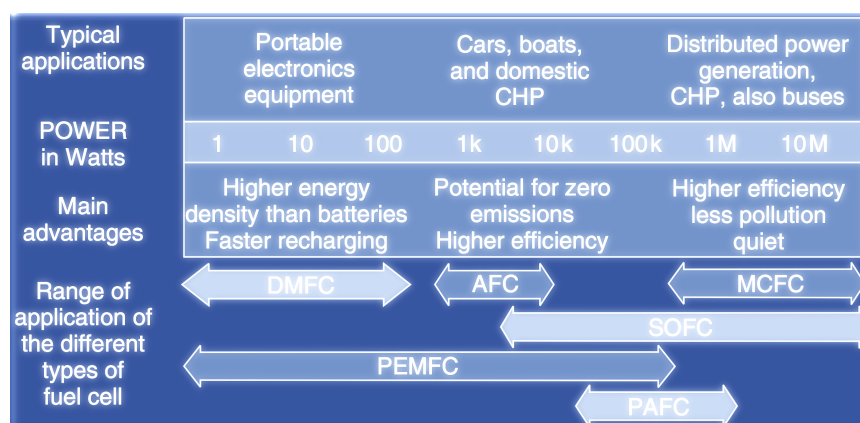 Typical
applications
Portable
electronics
equipment
Cars, boats,
and domestic
CHP
Distributed power
generation,
CHP, also buses
POWER
in Watts
1 10 100 1k 10k 100k 1M 10M
Main
advantages
Higher energy
density than batteries
Faster recharging
Potential for zero
emissions
Higher efficiency
Higher efficiency
less pollution
quiet
Range of
application of
the different
types of
fuel cell
DMFC AFC MCFC
SOFC
PEMFC
PAFC